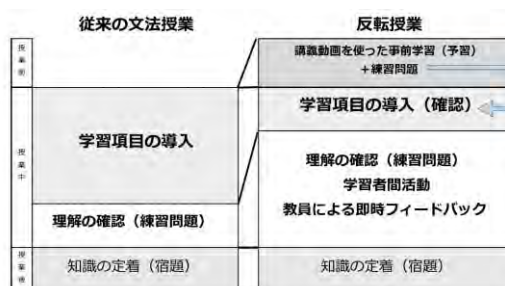 従来の文法授業
反転授業
授業前
講義動画を使った事前学習（予習）
＋練習問題
授業中
学習項目の導入
理解の確認（練習問題）
学習項目の導入（確認）
理解の確認（練習問題）
学習者間活動
教員による即時フィードバック
授業後
知識の定着（宿題）
知識の定着（宿題）